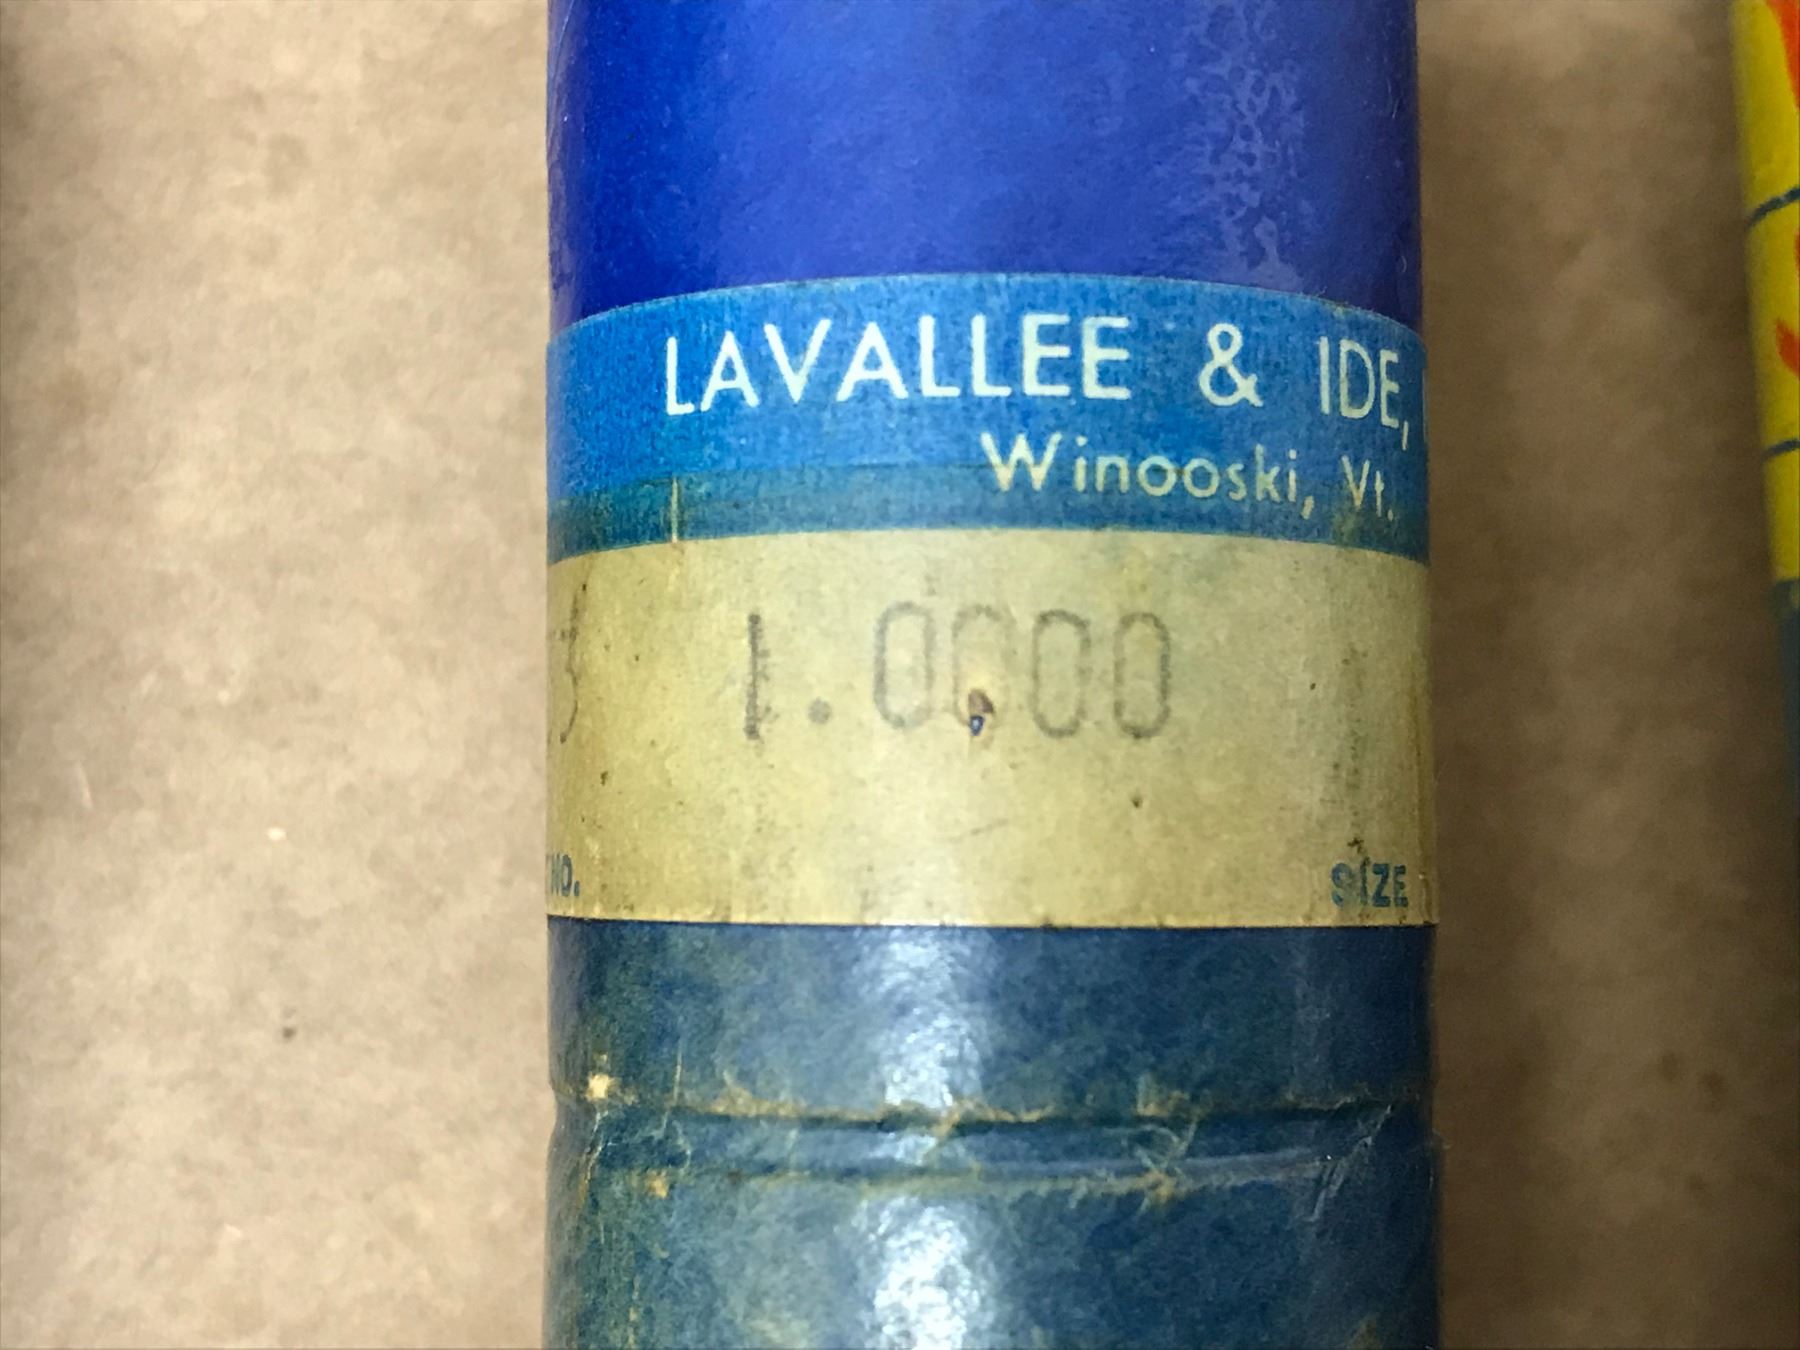 LAVALLEE & IDE,
Winooski, Vt.
1.0000
NO. SIZE